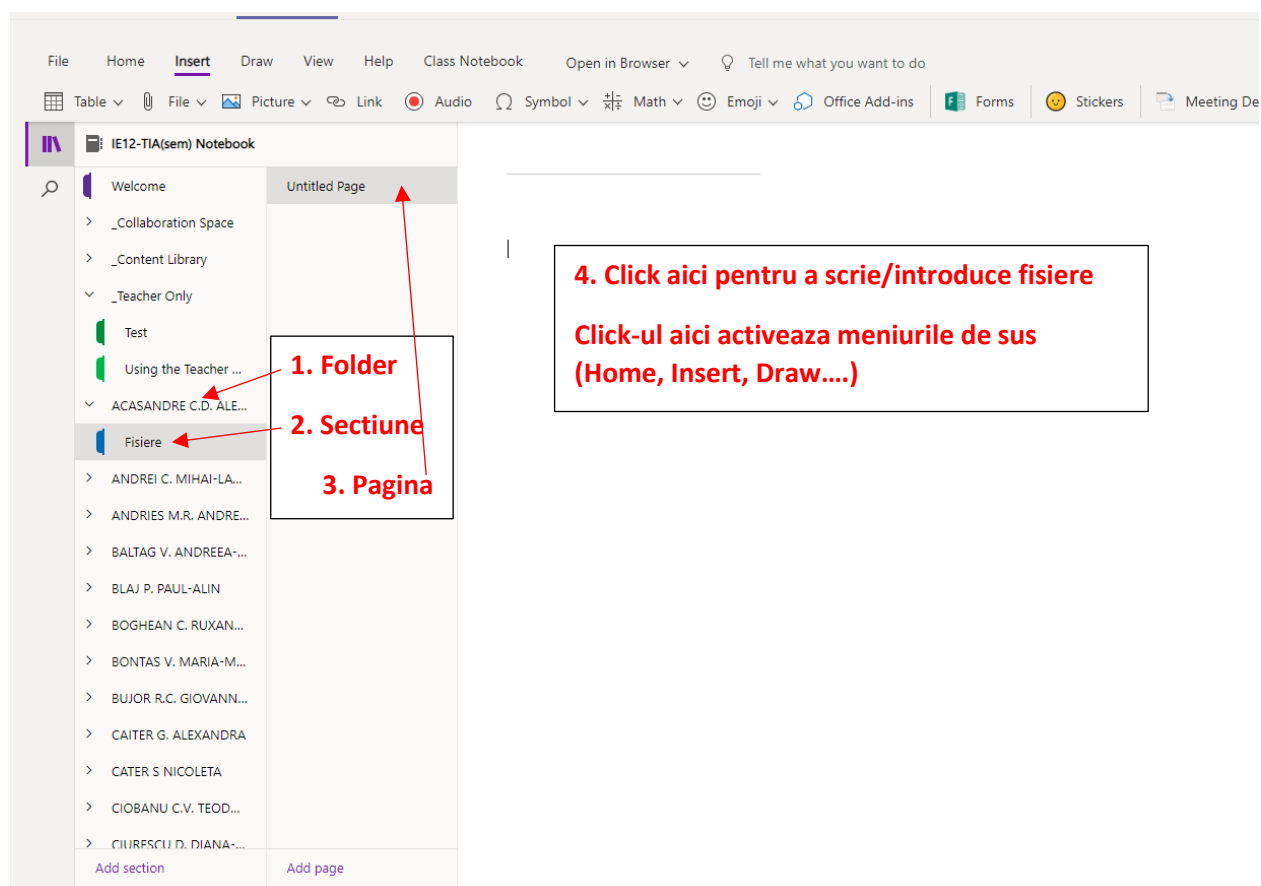 File Home Insert Draw View Help Class Notebook Open in Browser Tell me what you want to do
Table File Picture Link Audio Symbol Math Emoji Office Add-ins Forms Stickers Meeting De
IE12-TIA(sem) Notebook
Welcome
_Collaboration Space
_Content Library
_Teacher Only
Test
Using the Teacher ...
ACASANDRE C.D. ALE...
Fisiere
ANDREI C. MIHAI-LA...
ANDRIES M.R. ANDRE...
BALTAG V. ANDREEA-...
BLAJ P. PAUL-ALIN
BOGHEAN C. RUXAN...
BONTAS V. MARIA-M...
BUJOR R.C. GIOVANN...
CAITER G. ALEXANDRA
CATER S NICOLETA
CIOBANU C.V. TEOD...
CIURESCU D. DIANA-...
Add section
Untitled Page
Add page
1. Folder
2. Sectiune
3. Pagina
4. Click aici pentru a scrie/introduce fisiere
Click-ul aici activeaza meniurile de sus
(Home, Insert, Draw....)